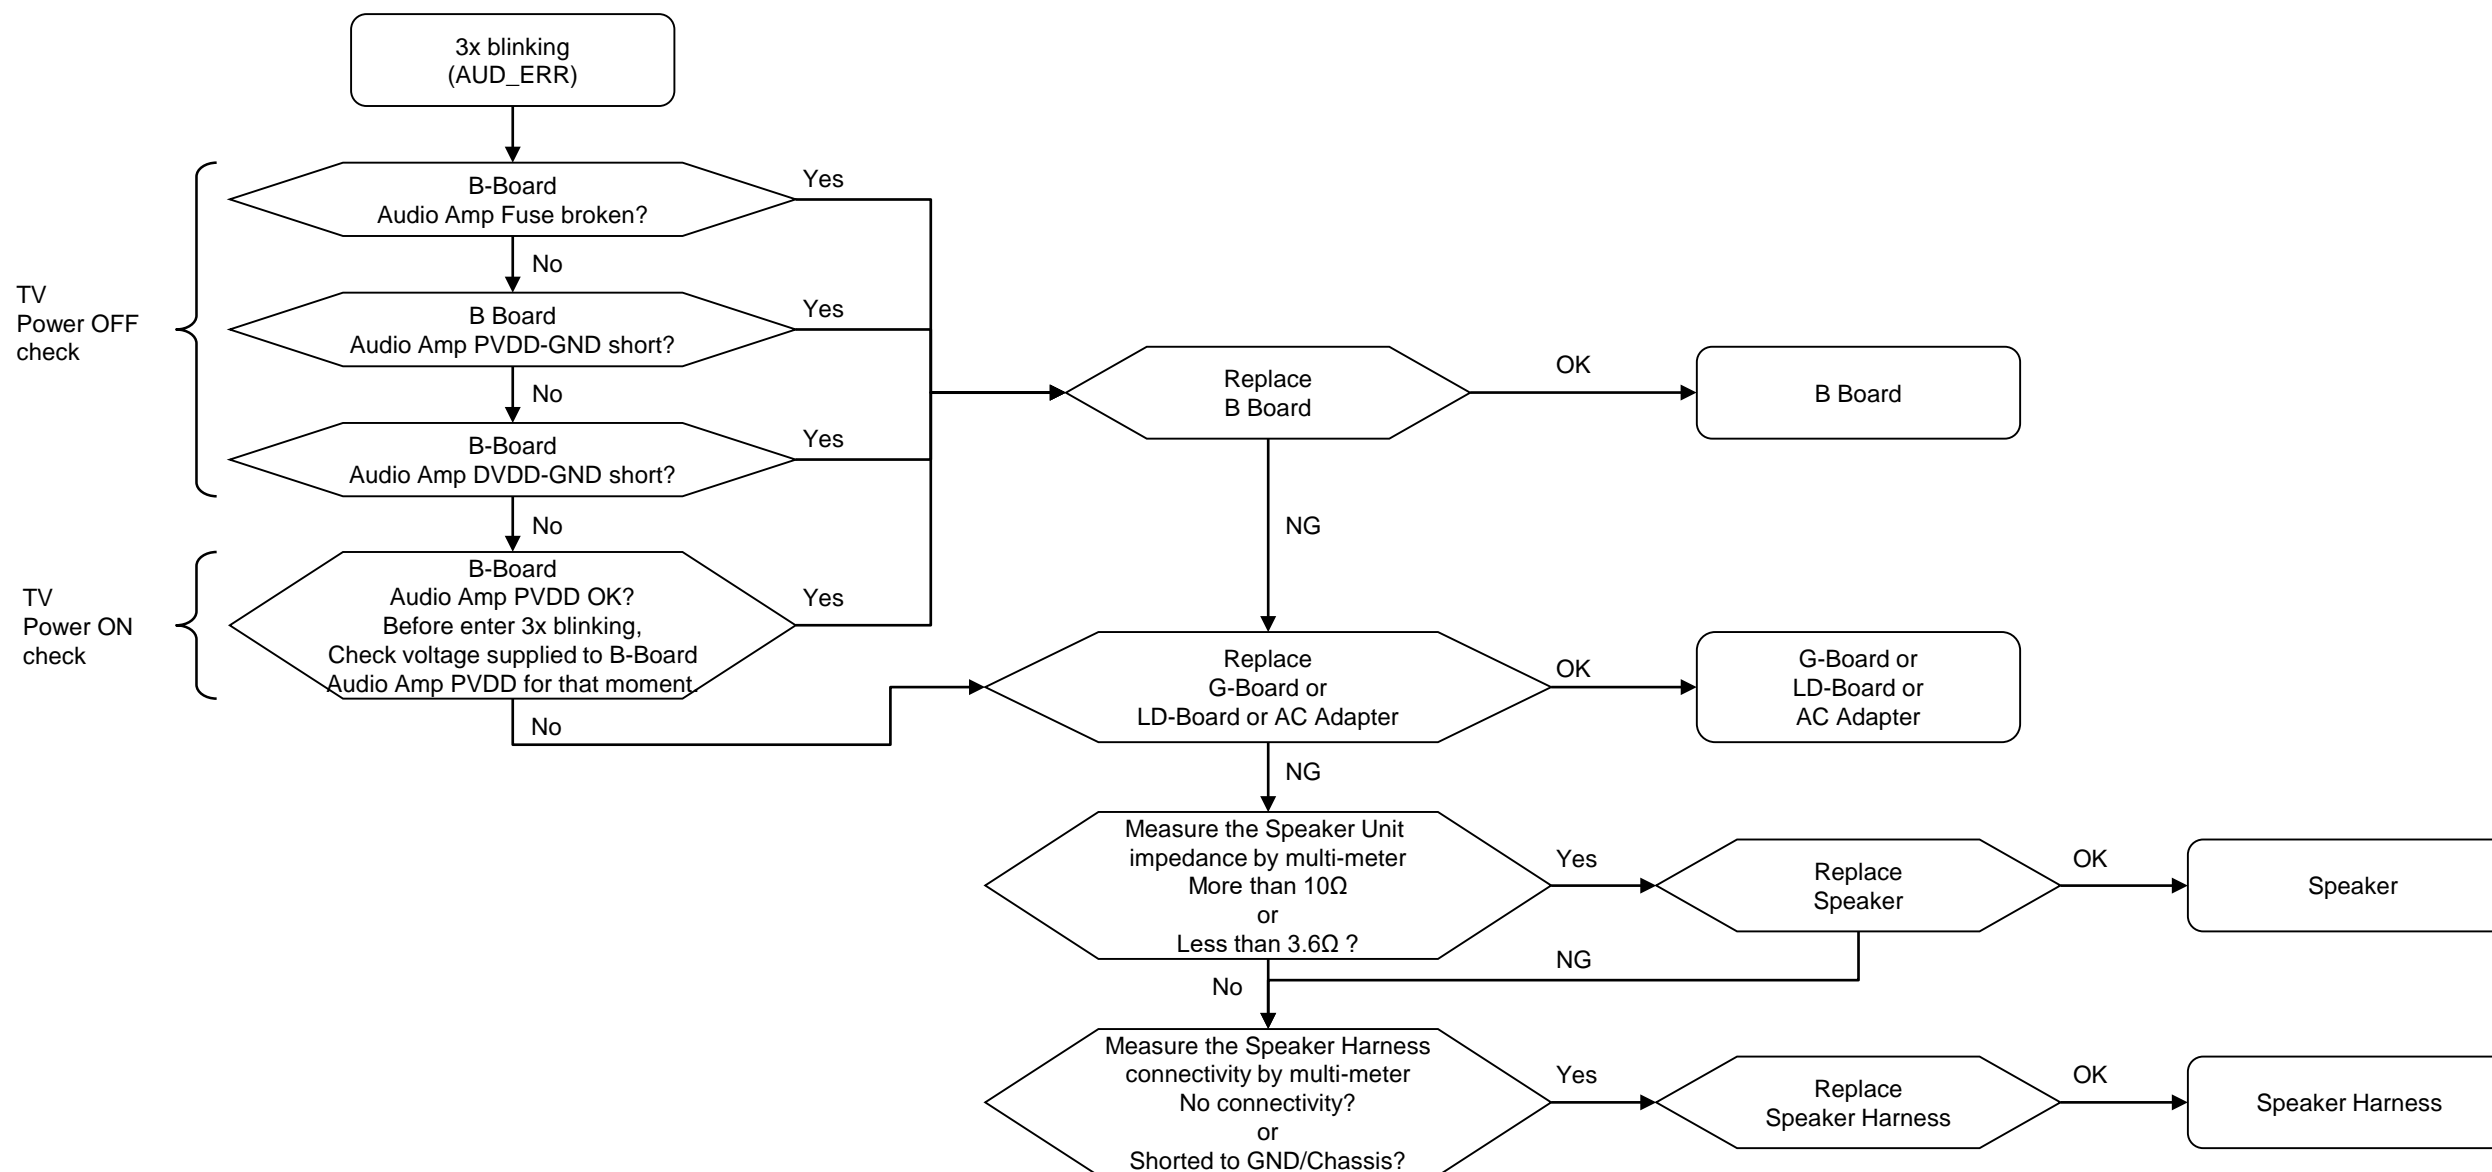 3x blinking
(AUD_ERR)
B-Board
Audio Amp Fuse broken?
Yes
No
TV
Power OFF
check
B Board
Audio Amp PVDD-GND short?
Yes
No
B-Board
Audio Amp DVDD-GND short?
Yes
No
TV
Power ON
check
B-Board
Audio Amp PVDD OK?
Before enter 3x blinking,
Check voltage supplied to B-Board
Audio Amp PVDD for that moment.
Yes
No
Replace
B Board
OK
B Board
NG
Replace
G-Board or
LD-Board or AC Adapter
OK
G-Board or
LD-Board or
AC Adapter
NG
Measure the Speaker Unit
impedance by multi-meter
More than 10Ω
or
Less than 3.6Ω ?
Yes
Replace
Speaker
OK
Speaker
NG
No
Measure the Speaker Harness
connectivity by multi-meter
No connectivity?
or
Shorted to GND/Chassis?
Yes
Replace
Speaker Harness
OK
Speaker Harness